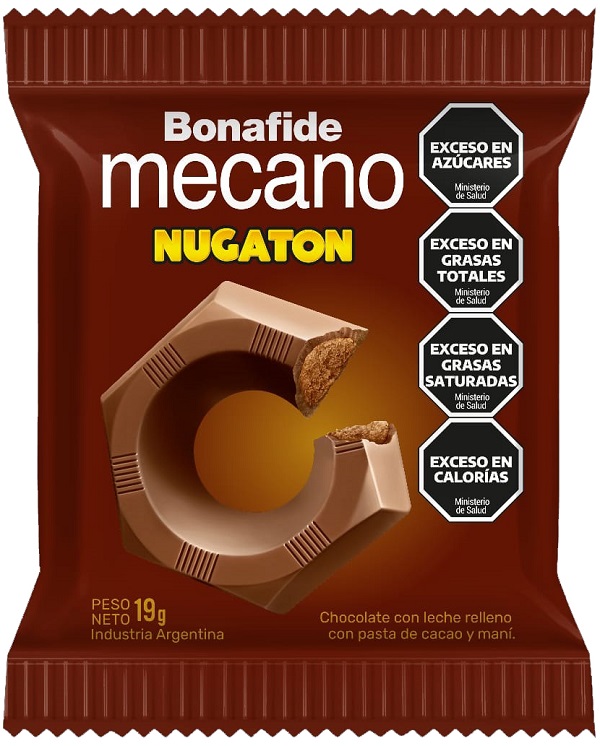 Bonafide
mecano
NUGATON
EXCESO EN
AZÚCARES
Ministerio
de Salud
EXCESO EN
GRASAS
TOTALES
Ministerio
de Salud
EXCESO EN
GRASAS
SATURADAS
Ministerio
de Salud
EXCESO EN
CALORÍAS
Ministerio
de Salud
PESO
NETO 19g
Industria Argentina
Chocolate con leche relleno
con pasta de cacao y maní.